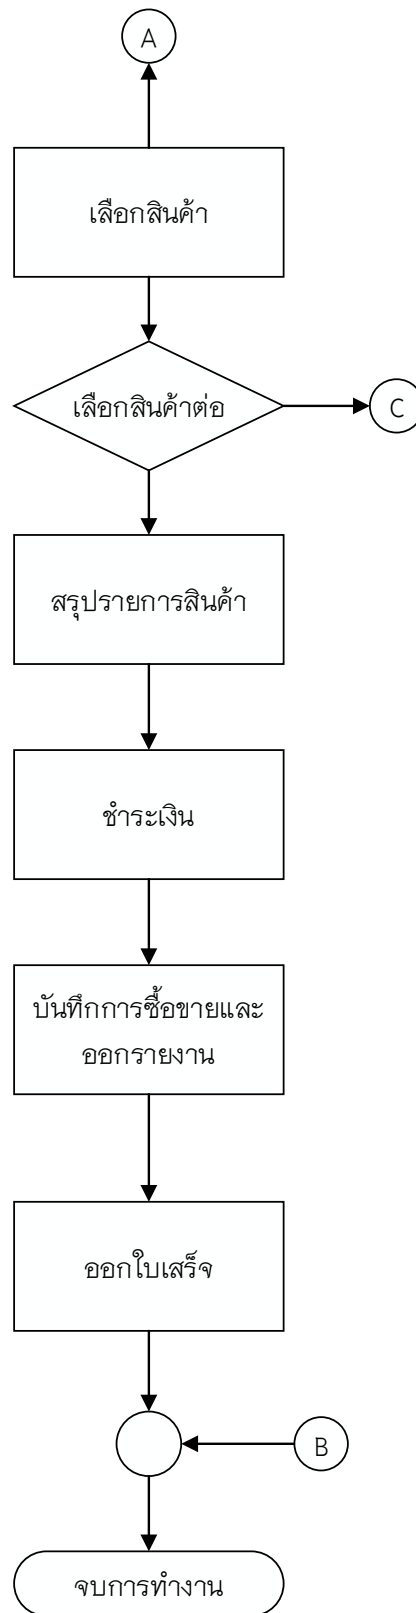 A
เลือกสินค้า
เลือกสินค้าต่อ
C
สรุปรายการสินค้า
ชำระเงิน
บันทึกการซื้อขายและ
ออกรายงาน
ออกใบเสร็จ
B
จบการทำงาน